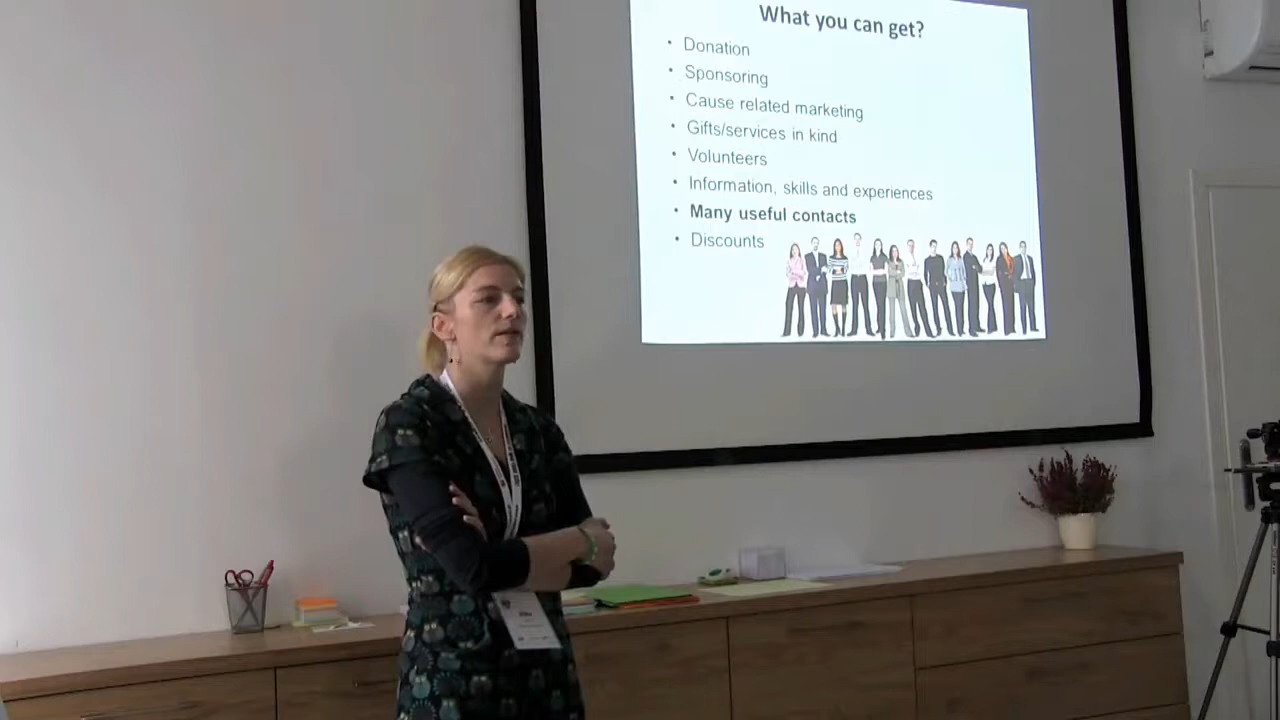 What you can get?
• Donation
• Sponsoring
• Cause related marketing
• Gifts/services in kind
• Volunteers
• Information, skills and experiences
• Many useful contacts
• Discounts